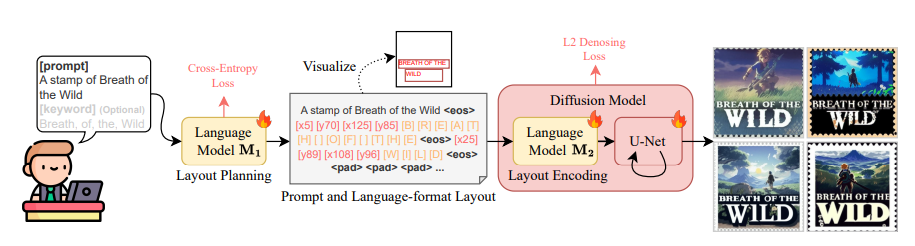 [prompt]
A stamp of Breath of
the Wild
[keyword] (Optional)
Breath, of, the, Wild
Cross-Entropy
Loss
Language
Model M1
Layout Planning
Visualize
BREATH OF THE
WILD
A stamp of Breath of the Wild <eos>
[x5] [y70] [x125] [y85] [B] [R] [E] [A] [T]
[H] [ ] [O] [F] [ ] [T] [H] [E] <eos> [x25]
[y89] [x108] [y96] [W] [I] [L] [D] <eos>
<pad> <pad> <pad> ...
Prompt and Language-format Layout
L2 Denosing
Loss
Diffusion Model
Language
Model M2
Layout Encoding
U-Net
BREATH OF THE
WILD
BREATH OF THE
WILD
BREATH OF THE
WILD
BREATH OF THE
WILD